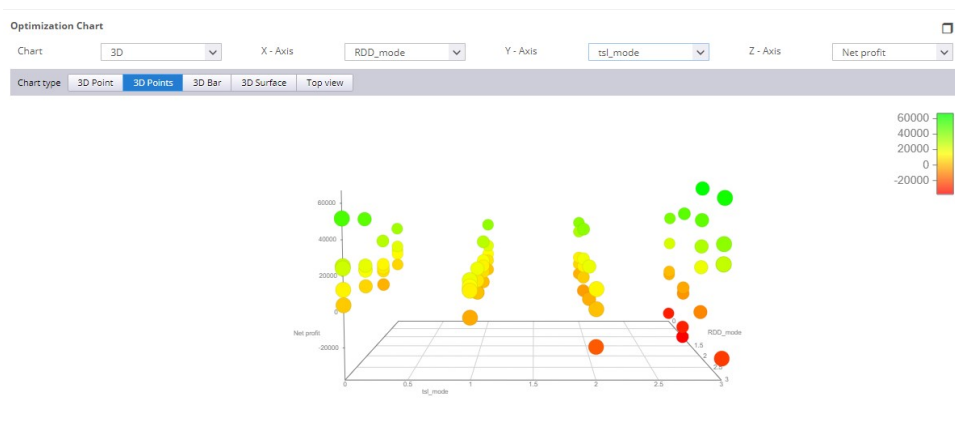 Optimization Chart
Chart 3D X - Axis RDD_mode Y - Axis tsl_mode Z - Axis Net profit
Chart type 3D Point 3D Points 3D Bar 3D Surface Top view
60000
40000
20000
0
-20000
60000
40000
20000
0
-20000
Net profit
0
RDD_mode
1.5
2
2.5
3
0 0.5 1 1.5 2 2.5 3
tsl_mode